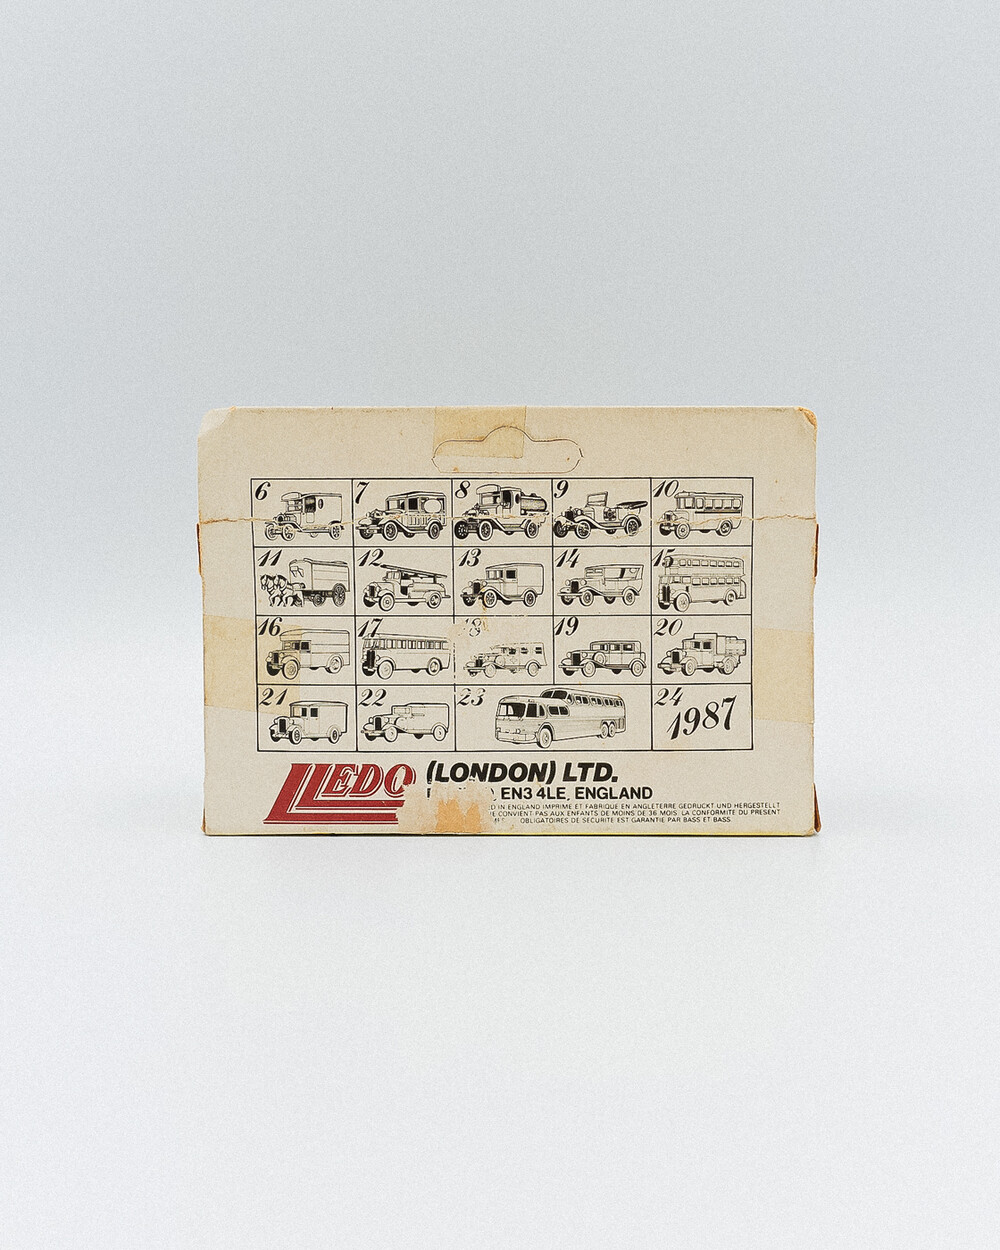 6 7 8 9 10
11 12 13 14 15
16 17 18 19 20
21 22 23 24 1987
LLEDO (LONDON) LTD.
EN3 4LE, ENGLAND
IN ENGLAND IMPRIME ET FABRIQUE EN ANGLETERRE GEDRUCKT UND HERGESTELLT
CONVIENT PAS AUX ENFANTS DE MOINS DE 36 MOIS LA CONFORMITE DU PRESENT
OBLIGATOIRES DE SECURITE EST GARANTIE PAR BASS ET BASS